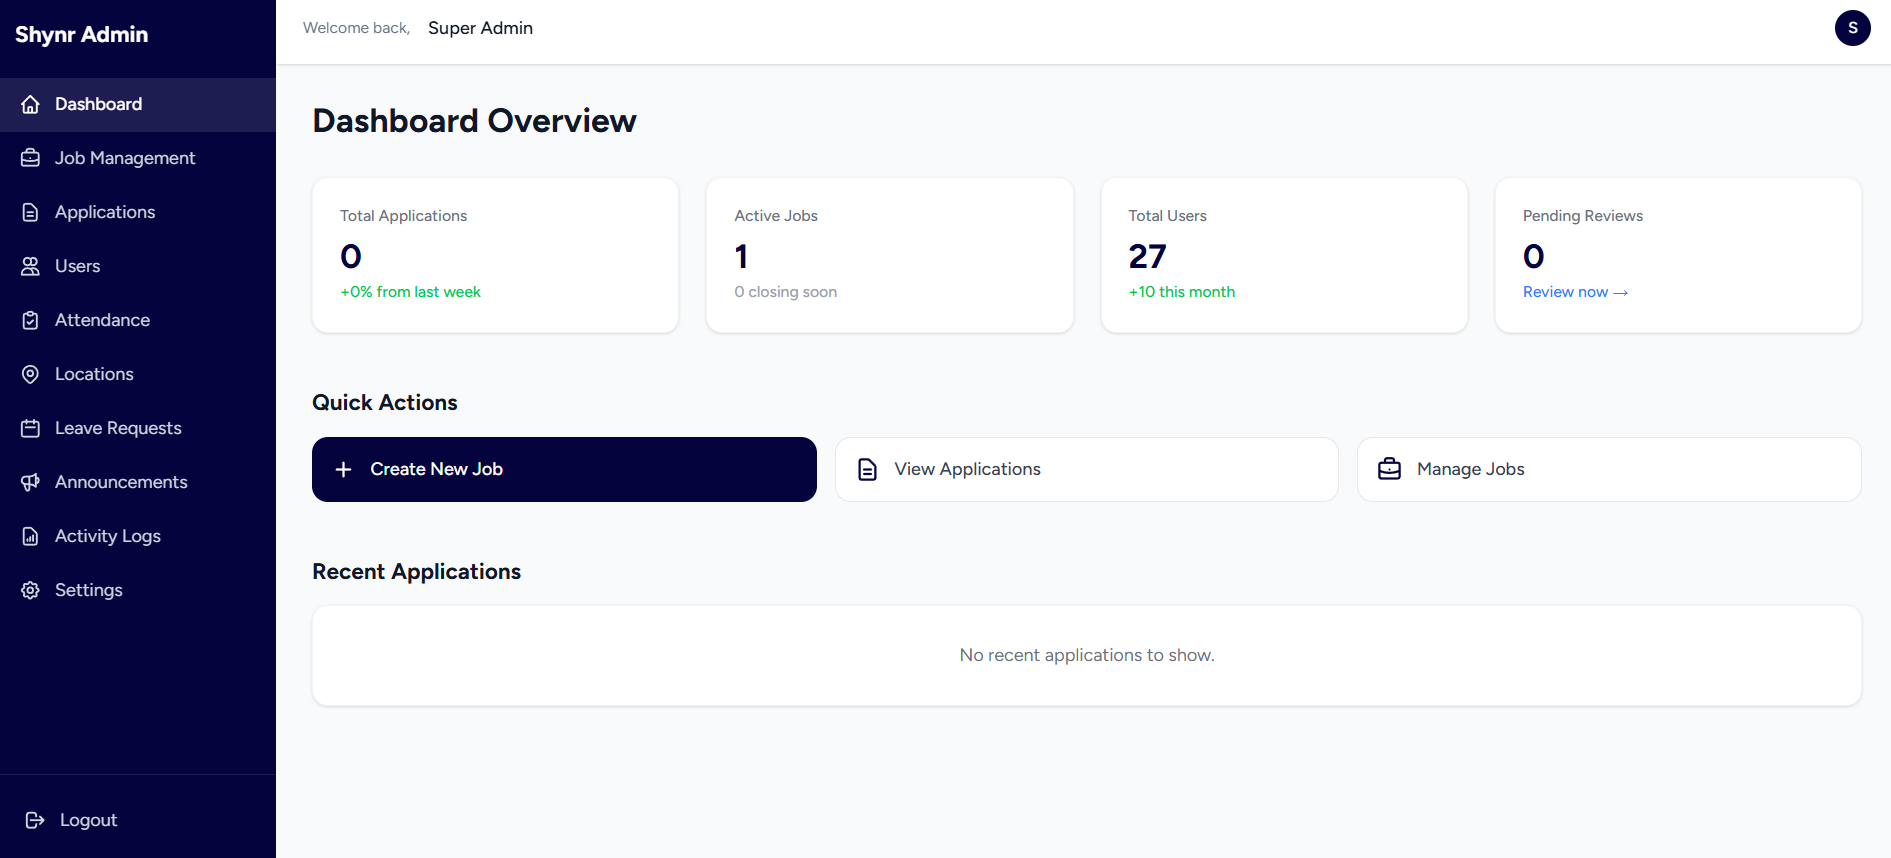 Shynr Admin
Dashboard
Job Management
Applications
Users
Attendance
Locations
Leave Requests
Announcements
Activity Logs
Settings
Logout
Welcome back, Super Admin
S
Dashboard Overview
Total Applications
0
+0% from last week
Active Jobs
1
0 closing soon
Total Users
27
+10 this month
Pending Reviews
0
Review now →
Quick Actions
Create New Job
View Applications
Manage Jobs
Recent Applications
No recent applications to show.